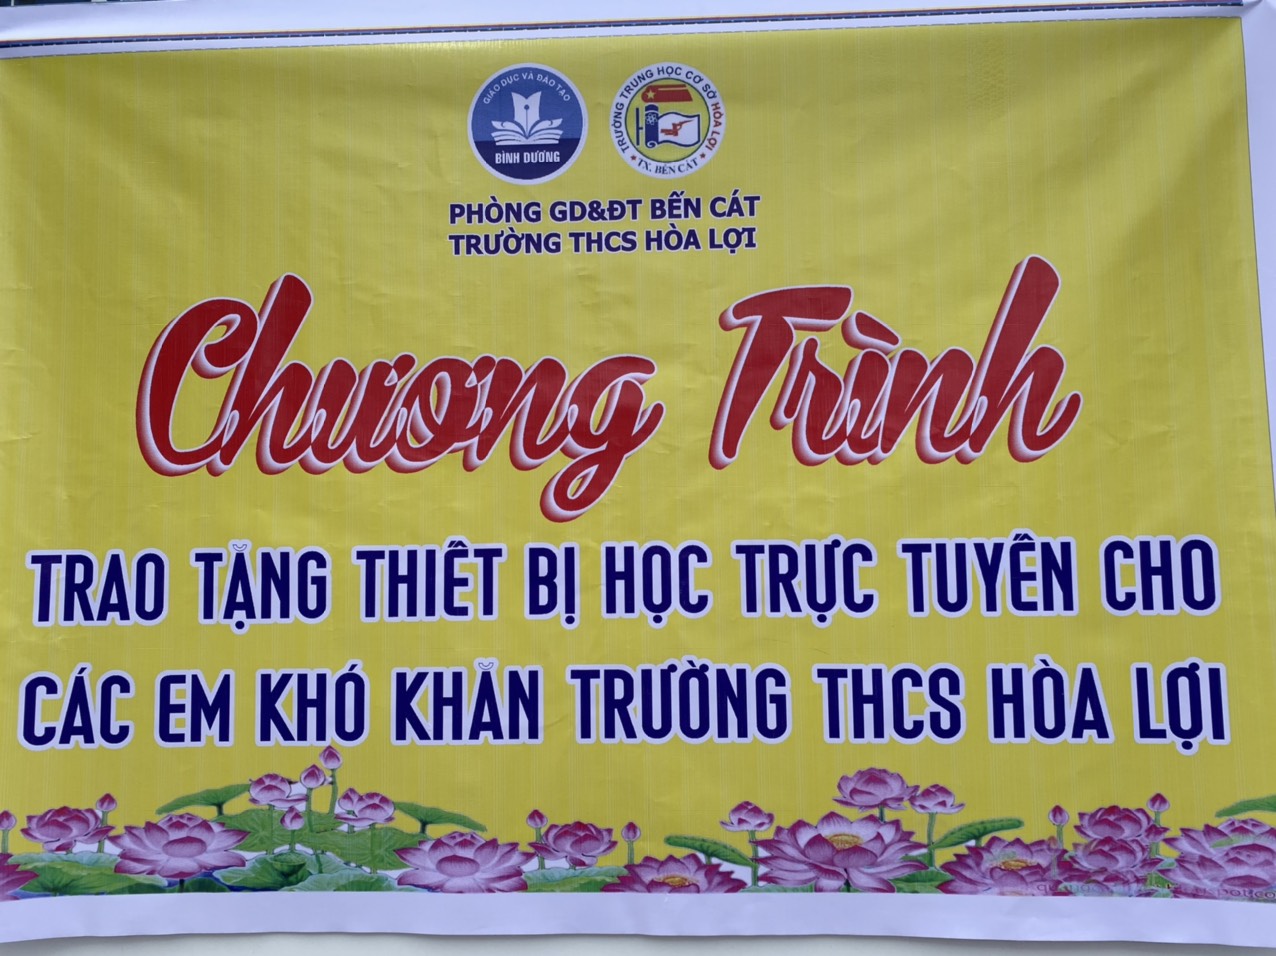 GIÁO DỤC VÀ ĐÀO TẠO
BÌNH DƯƠNG
TRƯỜNG TRUNG HỌC CƠ SỞ HÒA LỢI
TX. BẾN CÁT
PHÒNG GD&ĐT BẾN CÁT
TRƯỜNG THCS HÒA LỢI
Chương Trình
TRAO TẶNG THIẾT BỊ HỌC TRỰC TUYẾN CHO
CÁC EM KHÓ KHĂN TRƯỜNG THCS HÒA LỢI